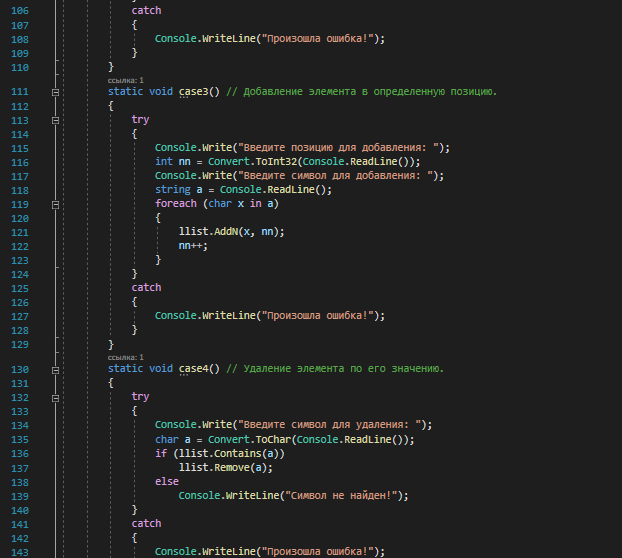 106 catch
107 {
108 Console.WriteLine("Произошла ошибка!");
109 }
110 }
ссылка: 1
111 static void case3() // Добавление элемента в определенную позицию.
112 {
113 try
114 {
115 Console.Write("Введите позицию для добавления: ");
116 int nn = Convert.ToInt32(Console.ReadLine());
117 Console.Write("Введите символ для добавления: ");
118 string a = Console.ReadLine();
119 foreach (char x in a)
120 {
121 llist.AddN(x, nn);
122 nn++;
123 }
124 }
125 catch
126 {
127 Console.WriteLine("Произошла ошибка!");
128 }
129 }
ссылка: 1
130 static void case4() // Удаление элемента по его значению.
131 {
132 try
133 {
134 Console.Write("Введите символ для удаления: ");
135 char a = Convert.ToChar(Console.ReadLine());
136 if (llist.Contains(a))
137 llist.Remove(a);
138 else
139 Console.WriteLine("Символ не найден!");
140 }
141 catch
142 {
143 Console.WriteLine("Произошла ошибка!");